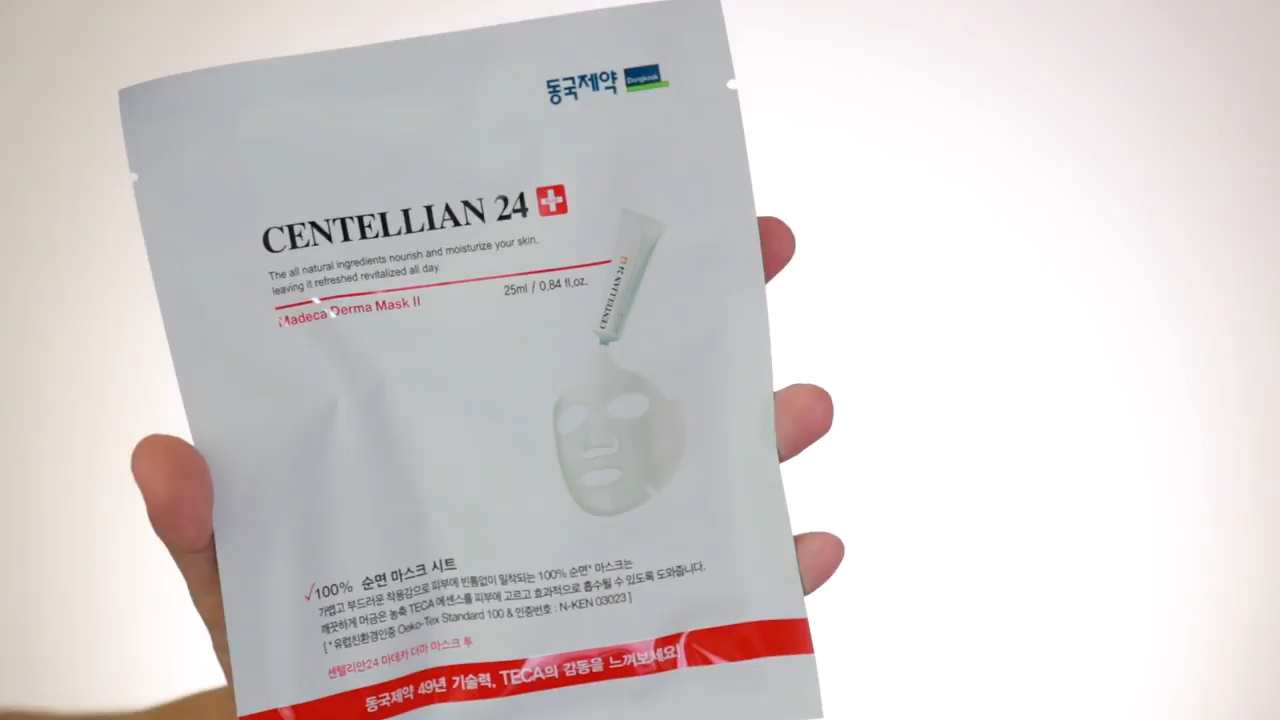 동국제약 Dongkook
CENTELLIAN 24
The all natural ingredients nourish and moisturize your skin,
leaving it refreshed revitalized all day.
Madeca Derma Mask II
25ml / 0.84 fl.oz.
CENTELLIAN 24
✓100% 순면 마스크 시트
가볍고 부드러운 착용감으로 피부에 빈틈없이 밀착되는 100% 순면* 마스크는
깨끗하게 머금은 농축 TECA 에센스를 피부에 고르고 효과적으로 흡수될 수 있도록 도와줍니다.
[ *유럽친환경인증 Oeko-Tex Standard 100 & 인증번호 : N-KEN 03023 ]
센텔리안24 마데카 더마 마스크 투
동국제약 49년 기술력, TECA의 감동을 느껴보세요!